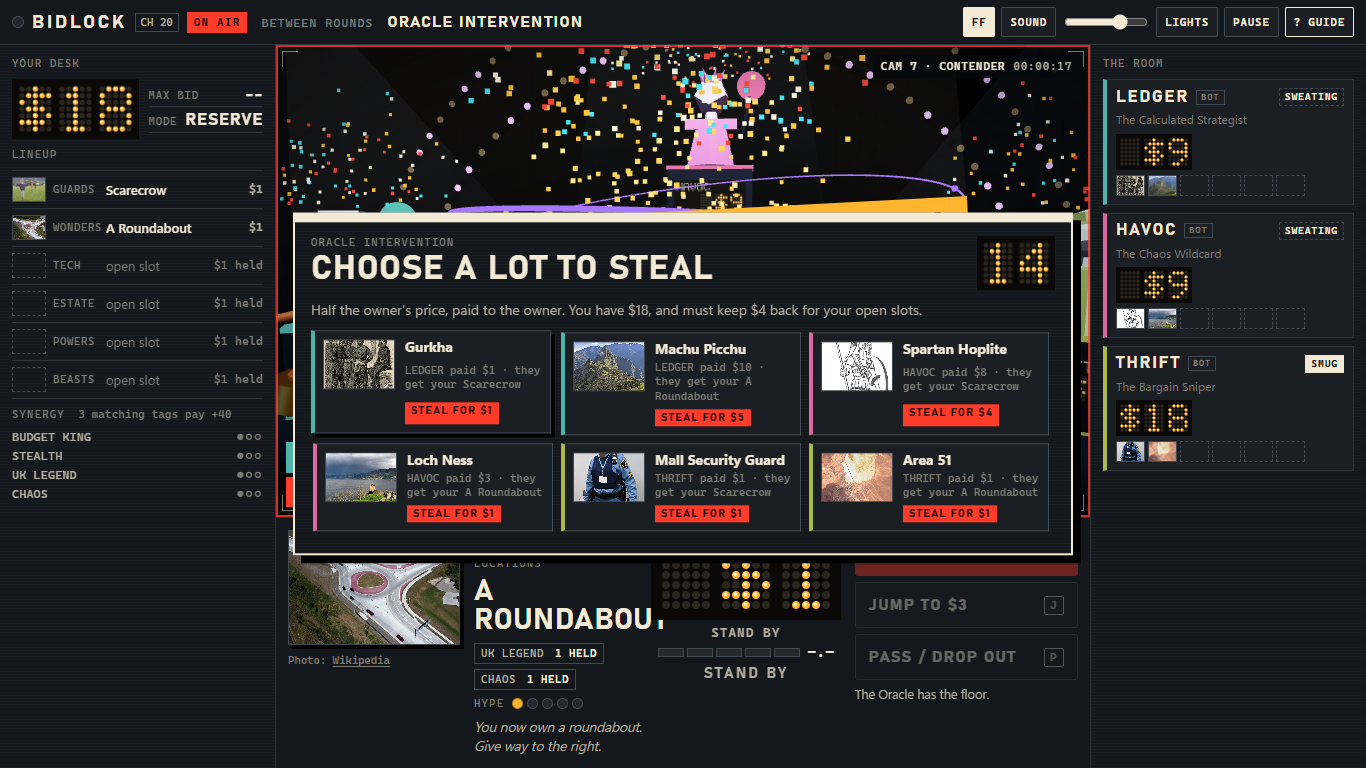 BIDLOCK CH 20 ON AIR BETWEEN ROUNDS ORACLE INTERVENTION FF SOUND LIGHTS PAUSE ? GUIDE
YOUR DESK
$18
MAX BID --
MODE RESERVE
LINEUP
GUARDS Scarecrow $1
WONDERS A Roundabout $1
TECH open slot $1 held
ESTATE open slot $1 held
POWERS open slot $1 held
BEASTS open slot $1 held
SYNERGY 3 matching tags pay +40
BUDGET KING
STEALTH
UK LEGEND
CHAOS
CAM 7 · CONTENDER 00:00:17
HAVOC
$9
ORACLE INTERVENTION
CHOOSE A LOT TO STEAL
14
Half the owner's price, paid to the owner. You have $18, and must keep $4 back for your open slots.
Gurkha
LEDGER paid $1 · they
get your Scarecrow
STEAL FOR $1
Machu Picchu
LEDGER paid $10 ·
they get your A
Roundabout
STEAL FOR $5
Spartan Hoplite
HAVOC paid $8 · they
get your Scarecrow
STEAL FOR $4
Loch Ness
HAVOC paid $3 · they
get your A Roundabout
STEAL FOR $1
Mall Security Guard
THRIFT paid $1 · they
get your Scarecrow
STEAL FOR $1
Area 51
THRIFT paid $1 · they
get your A Roundabout
STEAL FOR $1
Photo: Wikipedia
LOCATIONS
A
ROUNDABOUT
UK LEGEND 1 HELD
CHAOS 1 HELD
HYPE
You now own a roundabout.
Give way to the right.
$1
STAND BY
-.-
STAND BY
JUMP TO $3 J
PASS / DROP OUT P
The Oracle has the floor.
THE ROOM
LEDGER BOT SWEATING
The Calculated Strategist
$9
HAVOC BOT SWEATING
The Chaos Wildcard
$9
THRIFT BOT SMUG
The Bargain Sniper
$18